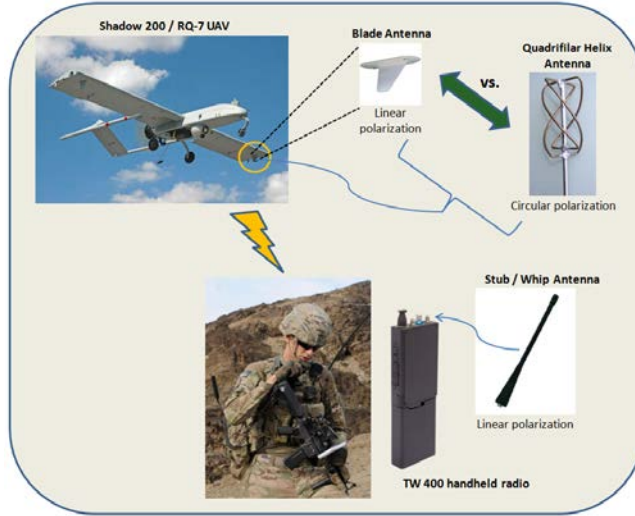 Shadow 200 / RQ-7 UAV
Blade Antenna
Quadrifilar Helix
Antenna
vs.
Linear
polarization
Circular polarization
Stub / Whip Antenna
Linear polarization
TW 400 handheld radio